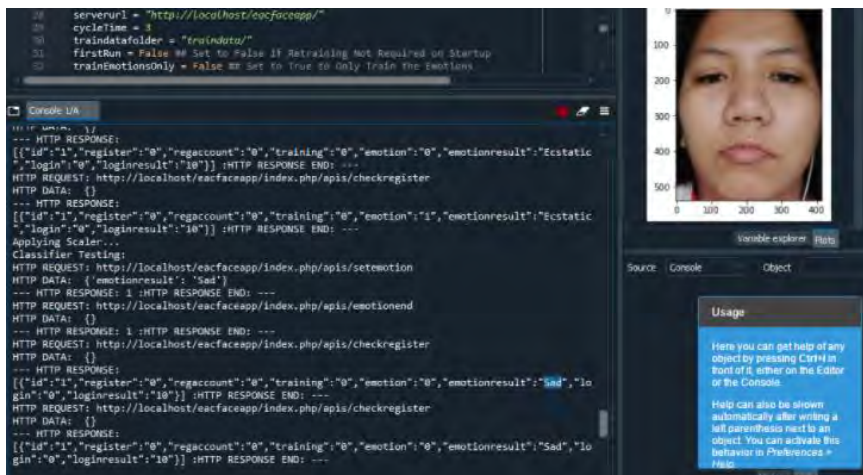 serverurl = "http://localhost/eacfaceapp/"
cycleTime = 3
traindatafolder = "traindata/"
firstRun = False ## Set to False if Retraining Not Required on Startup
trainEmotionsOnly = False ## Set to True to Only Train the Emotions
Console 1/A
HTTP DATA: {}
--- HTTP RESPONSE:
[{"id":"1","register":"0","regaccount":"0","training":"0","emotion":"0","emotionresult":"Ecstatic
","login":"0","loginresult":"10"}] :HTTP RESPONSE END: ---
HTTP REQUEST: http://localhost/eacfaceapp/index.php/apis/checkregister
HTTP DATA: {}
--- HTTP RESPONSE:
[{"id":"1","register":"0","regaccount":"0","training":"0","emotion":"1","emotionresult":"Ecstatic
","login":"0","loginresult":"10"}] :HTTP RESPONSE END: ---
Applying Scaler...
Classifier Testing:
HTTP REQUEST: http://localhost/eacfaceapp/index.php/apis/setemotion
HTTP DATA: {'emotionresult': 'Sad'}
--- HTTP RESPONSE: 1 :HTTP RESPONSE END: ---
HTTP REQUEST: http://localhost/eacfaceapp/index.php/apis/emotionend
HTTP DATA: {}
--- HTTP RESPONSE: 1 :HTTP RESPONSE END: ---
HTTP REQUEST: http://localhost/eacfaceapp/index.php/apis/checkregister
HTTP DATA: {}
--- HTTP RESPONSE:
[{"id":"1","register":"0","regaccount":"0","training":"0","emotion":"0","emotionresult":"Sad","lo
gin":"0","loginresult":"10"}] :HTTP RESPONSE END: ---
HTTP REQUEST: http://localhost/eacfaceapp/index.php/apis/checkregister
HTTP DATA: {}
--- HTTP RESPONSE:
[{"id":"1","register":"0","regaccount":"0","training":"0","emotion":"0","emotionresult":"Sad","lo
gin":"0","loginresult":"10"}] :HTTP RESPONSE END: ---
0
100
200
300
400
500
0 100 200 300 400
Variable explorer Plots
Source Console Object
Usage
Here you can get help of any
object by pressing Ctrl+I in
front of it, either on the Editor
or the Console.
Help can also be shown
automatically after writing a
left parenthesis next to an
object. You can activate this
behavior in Preferences >
Help.